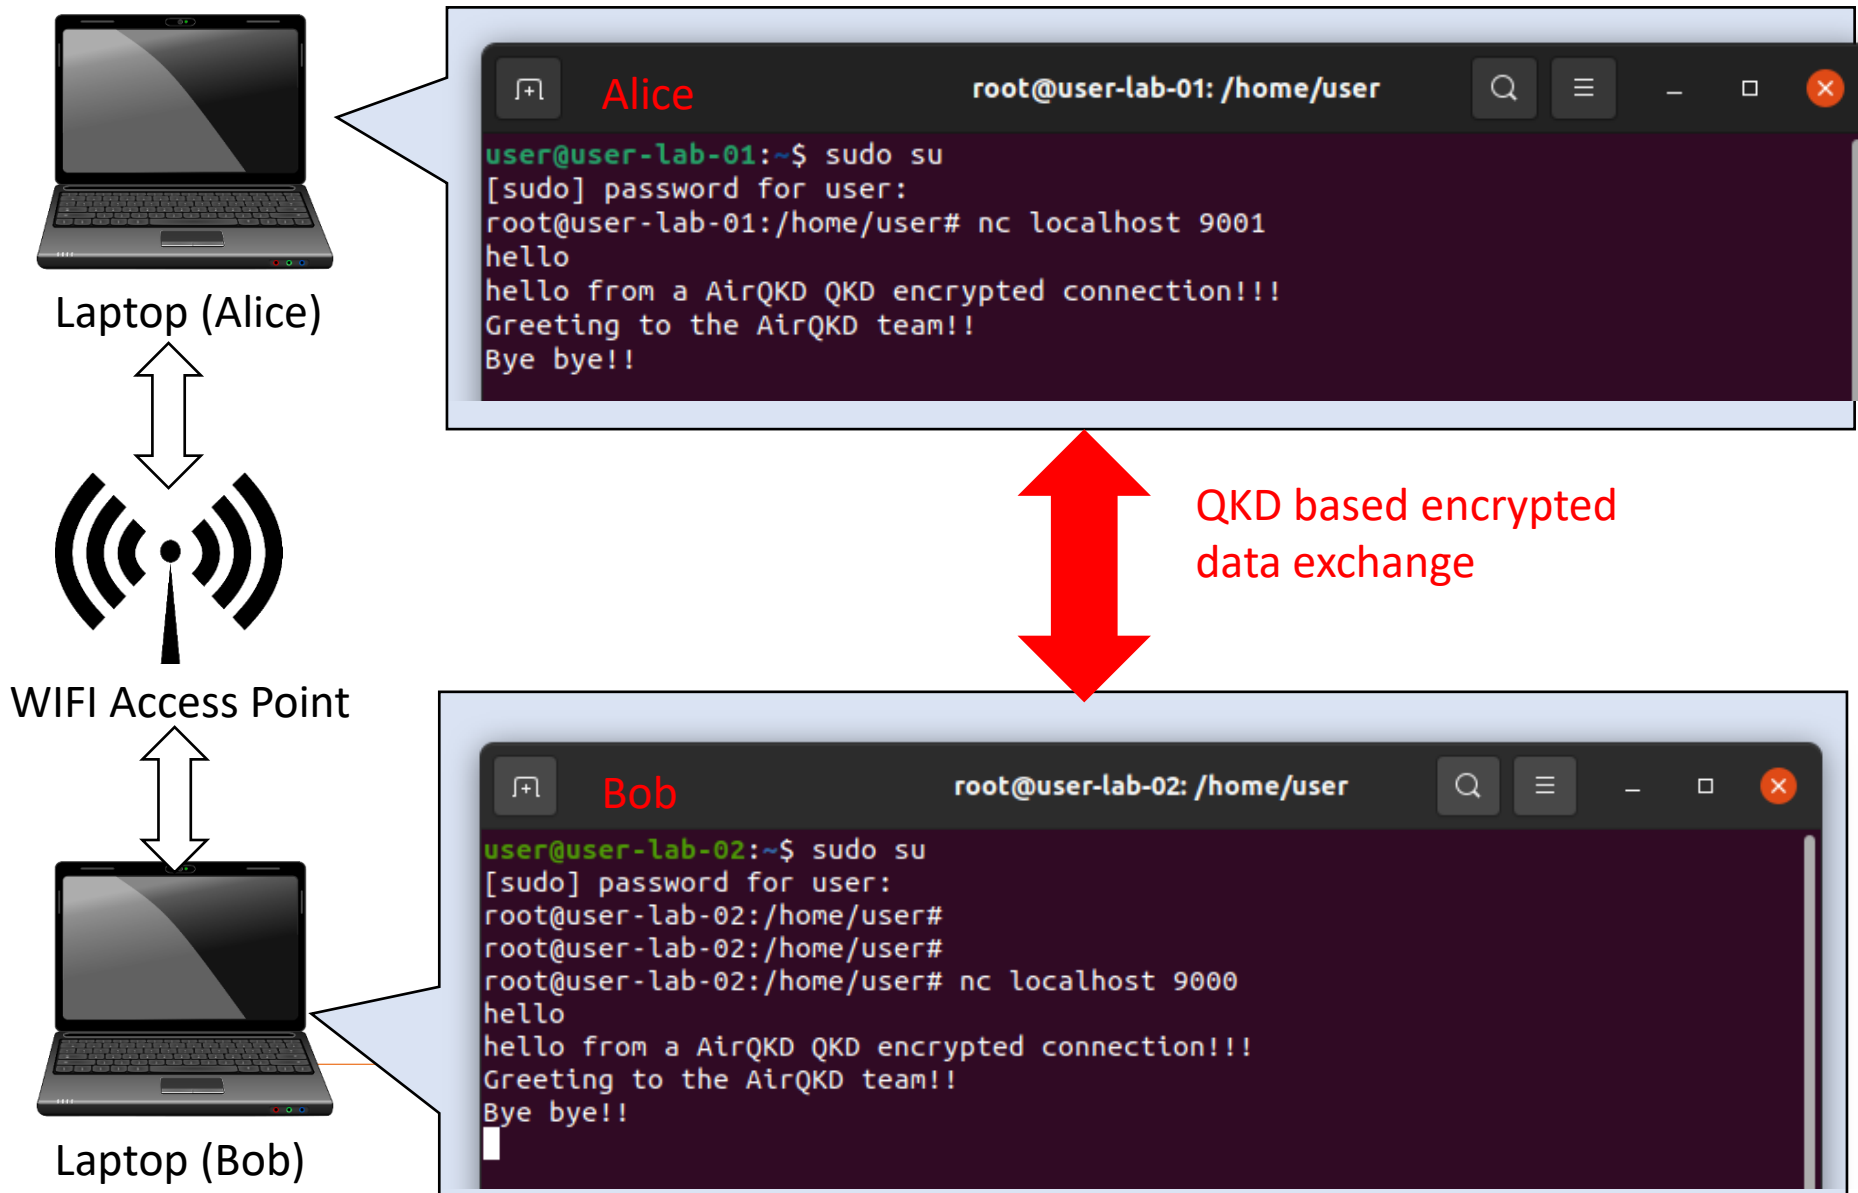 Alice
root@user-lab-01: /home/user
user@user-lab-01:~$ sudo su
[sudo] password for user:
root@user-lab-01:/home/user# nc localhost 9001
hello
hello from a AirQKD QKD encrypted connection!!!
Greeting to the AirQKD team!!
Bye bye!!
Laptop (Alice)
QKD based encrypted
data exchange
WIFI Access Point
Bob
root@user-lab-02: /home/user
user@user-lab-02:~$ sudo su
[sudo] password for user:
root@user-lab-02:/home/user#
root@user-lab-02:/home/user#
root@user-lab-02:/home/user# nc localhost 9000
hello
hello from a AirQKD QKD encrypted connection!!!
Greeting to the AirQKD team!!
Bye bye!!
Laptop (Bob)